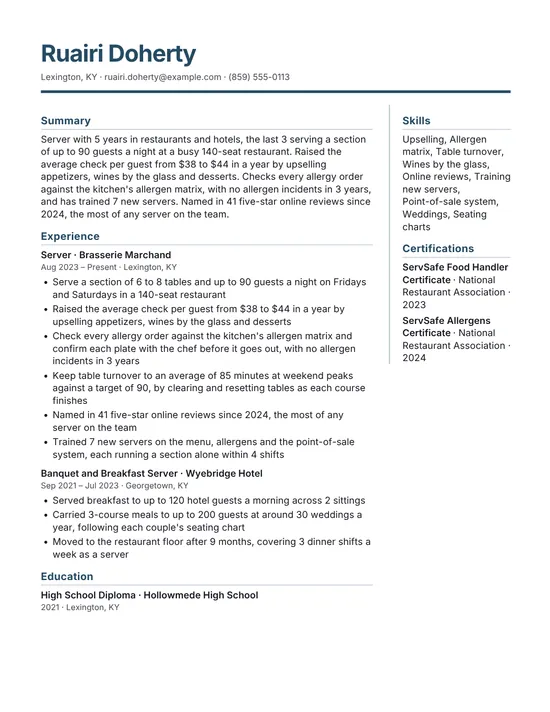 Ruairi Doherty
Lexington, KY · ruairi.doherty@example.com · (859) 555-0113
Summary
Server with 5 years in restaurants and hotels, the last 3 serving a section
of up to 90 guests a night at a busy 140-seat restaurant. Raised the
average check per guest from $38 to $44 in a year by upselling
appetizers, wines by the glass and desserts. Checks every allergy order
against the kitchen's allergen matrix, with no allergen incidents in 3 years,
and has trained 7 new servers. Named in 41 five-star online reviews since
2024, the most of any server on the team.
Experience
Server · Brasserie Marchand
Aug 2023 – Present · Lexington, KY
• Serve a section of 6 to 8 tables and up to 90 guests a night on Fridays
and Saturdays in a 140-seat restaurant
• Raised the average check per guest from $38 to $44 in a year by
upselling appetizers, wines by the glass and desserts
• Check every allergy order against the kitchen's allergen matrix and
confirm each plate with the chef before it goes out, with no allergen
incidents in 3 years
• Keep table turnover to an average of 85 minutes at weekend peaks
against a target of 90, by clearing and resetting tables as each course
finishes
• Named in 41 five-star online reviews since 2024, the most of any
server on the team
• Trained 7 new servers on the menu, allergens and the point-of-sale
system, each running a section alone within 4 shifts
Banquet and Breakfast Server · Wyebridge Hotel
Sep 2021 – Jul 2023 · Georgetown, KY
• Served breakfast to up to 120 hotel guests a morning across 2 sittings
• Carried 3-course meals to up to 200 guests at around 30 weddings a
year, following each couple's seating chart
• Moved to the restaurant floor after 9 months, covering 3 dinner shifts a
week as a server
Education
High School Diploma · Hollowmede High School
2021 · Lexington, KY
Skills
Upselling, Allergen
matrix, Table turnover,
Wines by the glass,
Online reviews, Training
new servers,
Point-of-sale system,
Weddings, Seating
charts
Certifications
ServSafe Food Handler
Certificate · National
Restaurant Association ·
2023
ServSafe Allergens
Certificate · National
Restaurant Association ·
2024